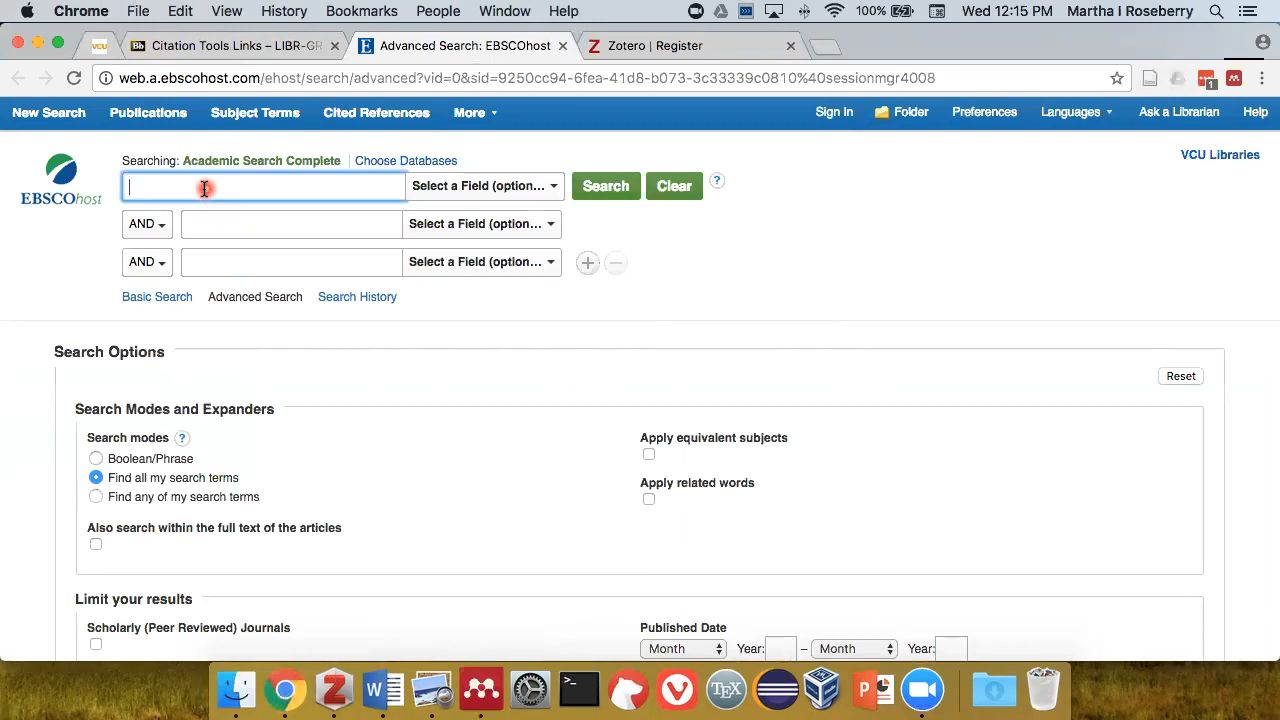 Chrome File Edit View History Bookmarks People Window Help 100% Wed 12:15 PM Martha I Roseberry
VCU Bb Citation Tools Links – LIBR-GR × E Advanced Search: EBSCOhost × Z Zotero | Register ×
web.a.ebscohost.com/ehost/search/advanced?vid=0&sid=9250cc94-6fea-41d8-b073-3c33339c0810%40sessionmgr4008 1
New Search Publications Subject Terms Cited References More Sign In Folder Preferences Languages Ask a Librarian Help
Searching: Academic Search Complete | Choose Databases VCU Libraries
Select a Field (option... Search Clear ?
EBSCOhost
AND Select a Field (option...
AND Select a Field (option... + −
Basic Search Advanced Search Search History
Search Options
Reset
Search Modes and Expanders
Search modes ? Apply equivalent subjects
Boolean/Phrase
Find all my search terms Apply related words
Find any of my search terms
Also search within the full text of the articles
Limit your results
Scholarly (Peer Reviewed) Journals Published Date
Month Year: – Month Year:
Z W >_ TEX P